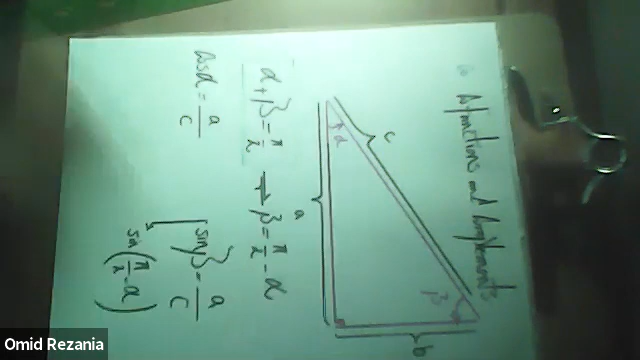 Cofunctions and Complements
c
α
β
a
b
α + β = π/2 → β = π/2 - α
cos α = a/c
sin β = a/c
sin(π/2 - α)
Omid Rezania